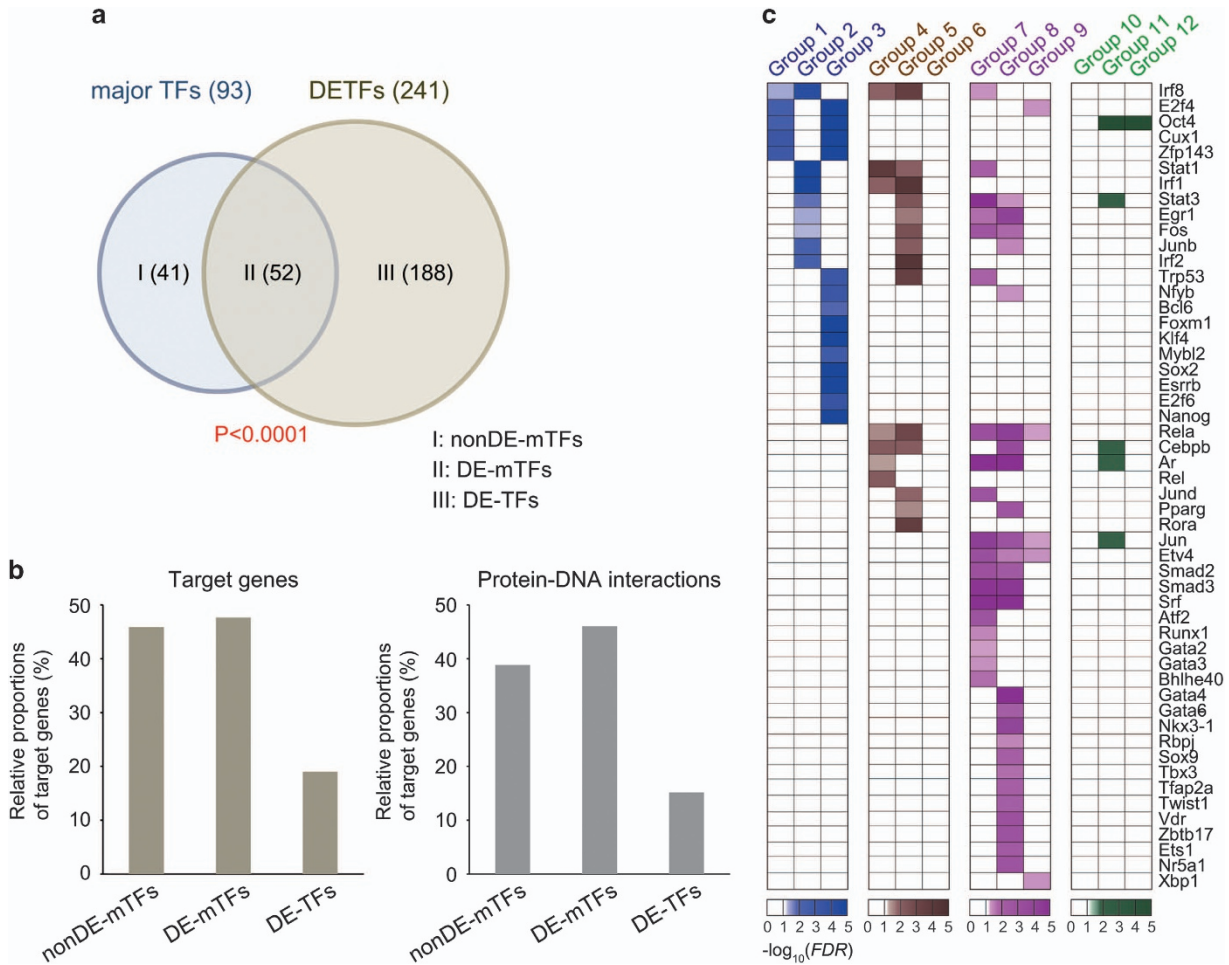 a
major TFs (93)
DETFs (241)
I (41)
II (52)
III (188)
P<0.0001
I: nonDE-mTFs
II: DE-mTFs
III: DE-TFs
b
Target genes
Relative proportions
of target genes (%)
50
40
30
20
10
0
nonDE-mTFs
DE-mTFs
DE-TFs
Protein-DNA interactions
Relative proportions
of target genes (%)
50
40
30
20
10
0
nonDE-mTFs
DE-mTFs
DE-TFs
c
Group 1
Group 2
Group 3
Group 4
Group 5
Group 6
Group 7
Group 8
Group 9
Group 10
Group 11
Group 12
Irf8
E2f4
Oct4
Cux1
Zfp143
Stat1
Irf1
Stat3
Egr1
Fos
Junb
Irf2
Trp53
Nfyb
Bcl6
Foxm1
Klf4
Mybl2
Sox2
Esrrb
E2f6
Nanog
Rela
Cebpb
Ar
Rel
Jund
Pparg
Rora
Jun
Etv4
Smad2
Smad3
Srf
Atf2
Runx1
Gata2
Gata3
Bhlhe40
Gata4
Gata6
Nkx3-1
Rbpj
Sox9
Tbx3
Tfap2a
Twist1
Vdr
Zbtb17
Ets1
Nr5a1
Xbp1
0 1 2 3 4 5
0 1 2 3 4 5
0 1 2 3 4 5
0 1 2 3 4 5
-log10(FDR)